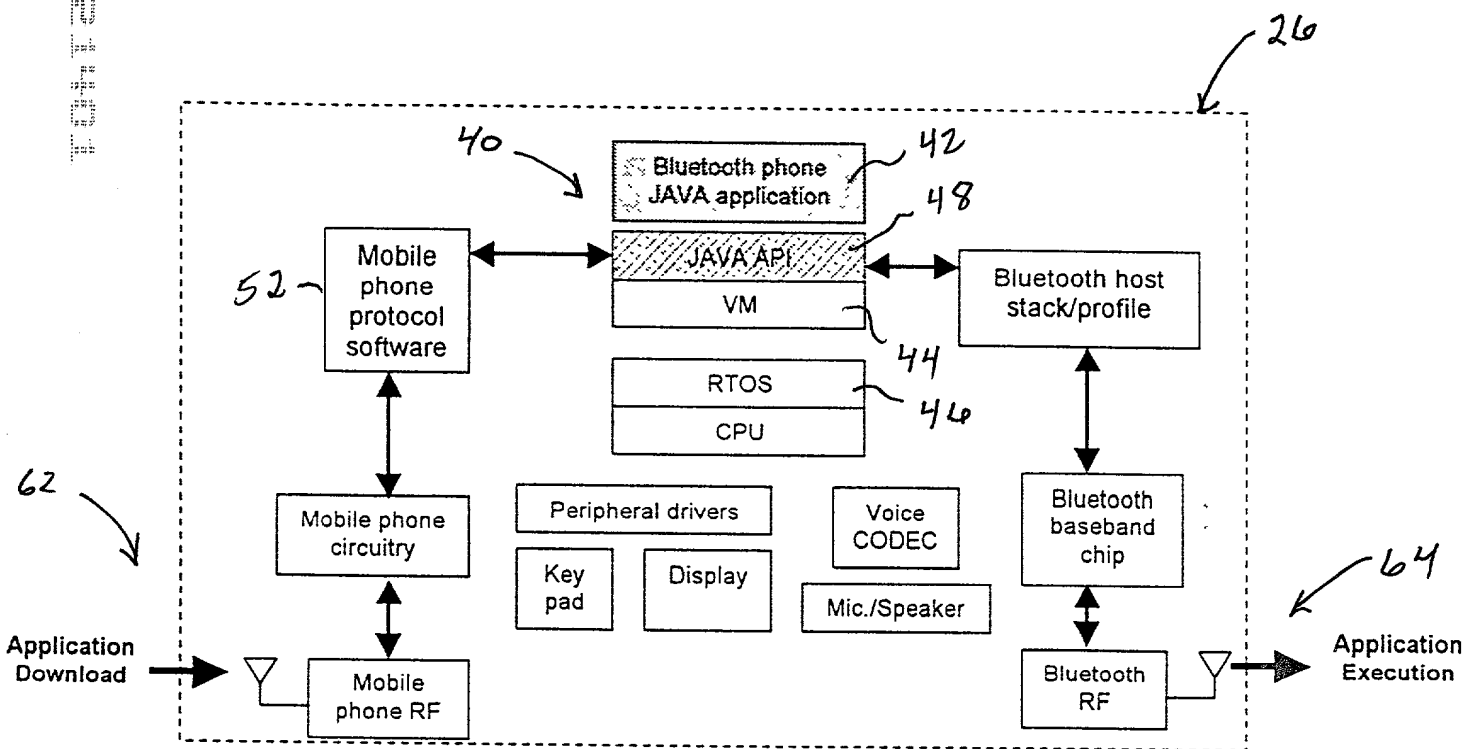 26
40
Bluetooth phone
JAVA application
42
48
Mobile
phone
protocol
software
52
JAVA API
VM
44
Bluetooth host
stack/profile
RTOS
46
CPU
62
Mobile phone
circuitry
Peripheral drivers
Key
pad
Display
Voice
CODEC
Mic./Speaker
Bluetooth
baseband
chip
64
Application
Download
Mobile
phone RF
Bluetooth
RF
Application
Execution